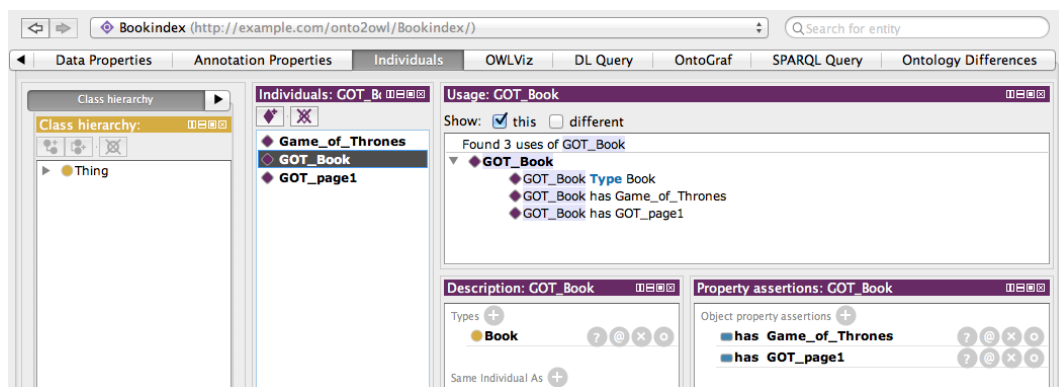 Bookindex (http://example.com/onto2owl/Bookindex/)
Search for entity
Data Properties
Annotation Properties
Individuals
OWLViz
DL Query
OntoGraf
SPARQL Query
Ontology Differences
Class hierarchy
Class hierarchy:
Thing
Individuals: GOT_Bo
Game_of_Thrones
GOT_Book
GOT_page1
Usage: GOT_Book
Show: this different
Found 3 uses of GOT_Book
GOT_Book
GOT_Book Type Book
GOT_Book has Game_of_Thrones
GOT_Book has GOT_page1
Description: GOT_Book
Types
Book
? @ × o
Same Individual As
Property assertions: GOT_Book
Object property assertions
has Game_of_Thrones
? @ × o
has GOT_page1
? @ × o